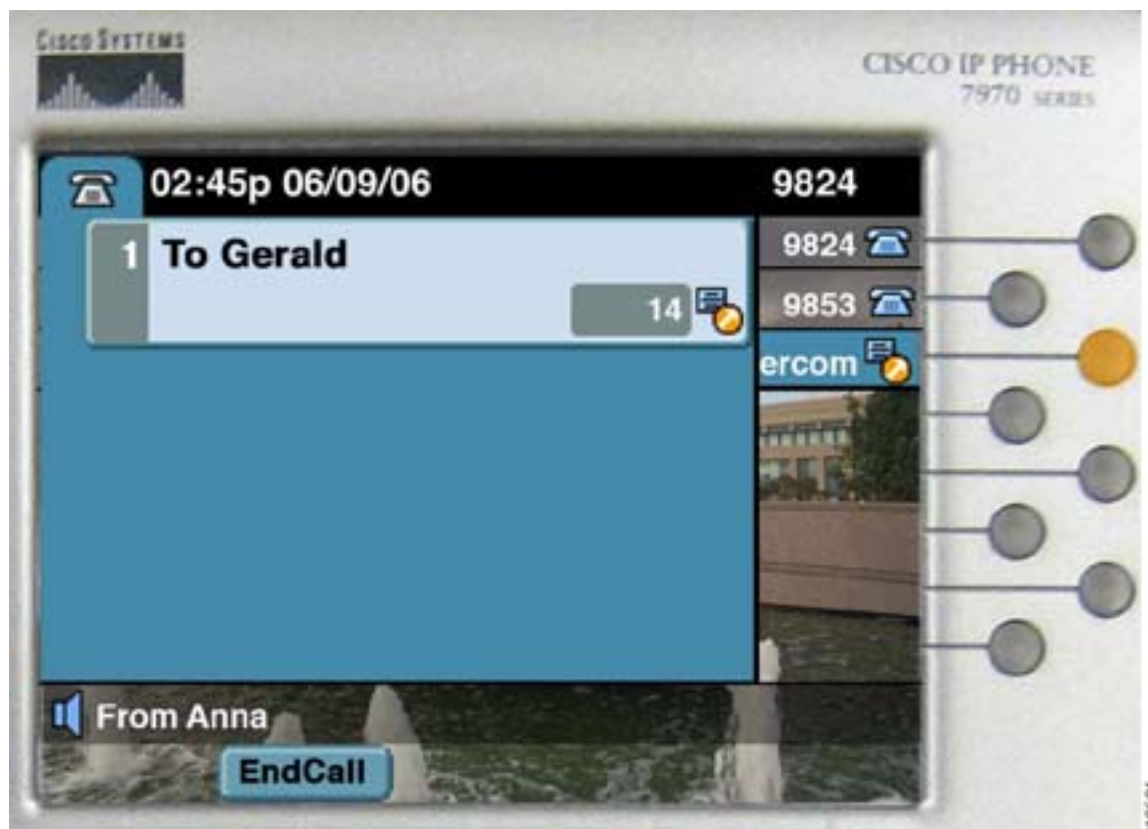 CISCO SYSTEMS
CISCO IP PHONE
7970 SERIES
02:45p 06/09/06
9824
1 To Gerald
14
9824
9853
ercom
From Anna
EndCall